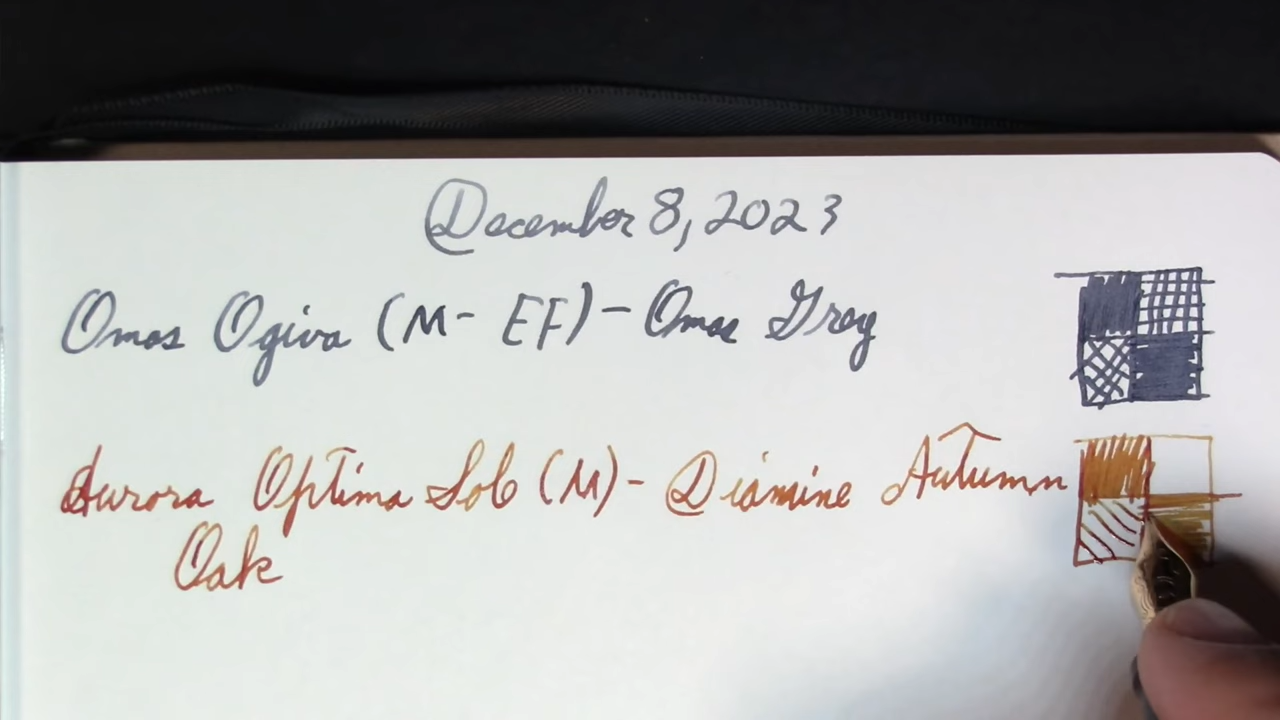 December 8, 2023
Omas Ogiva (M- EF) - Omas Grey
Aurora Optima Sole (M) - Diamine Autumn
Oak